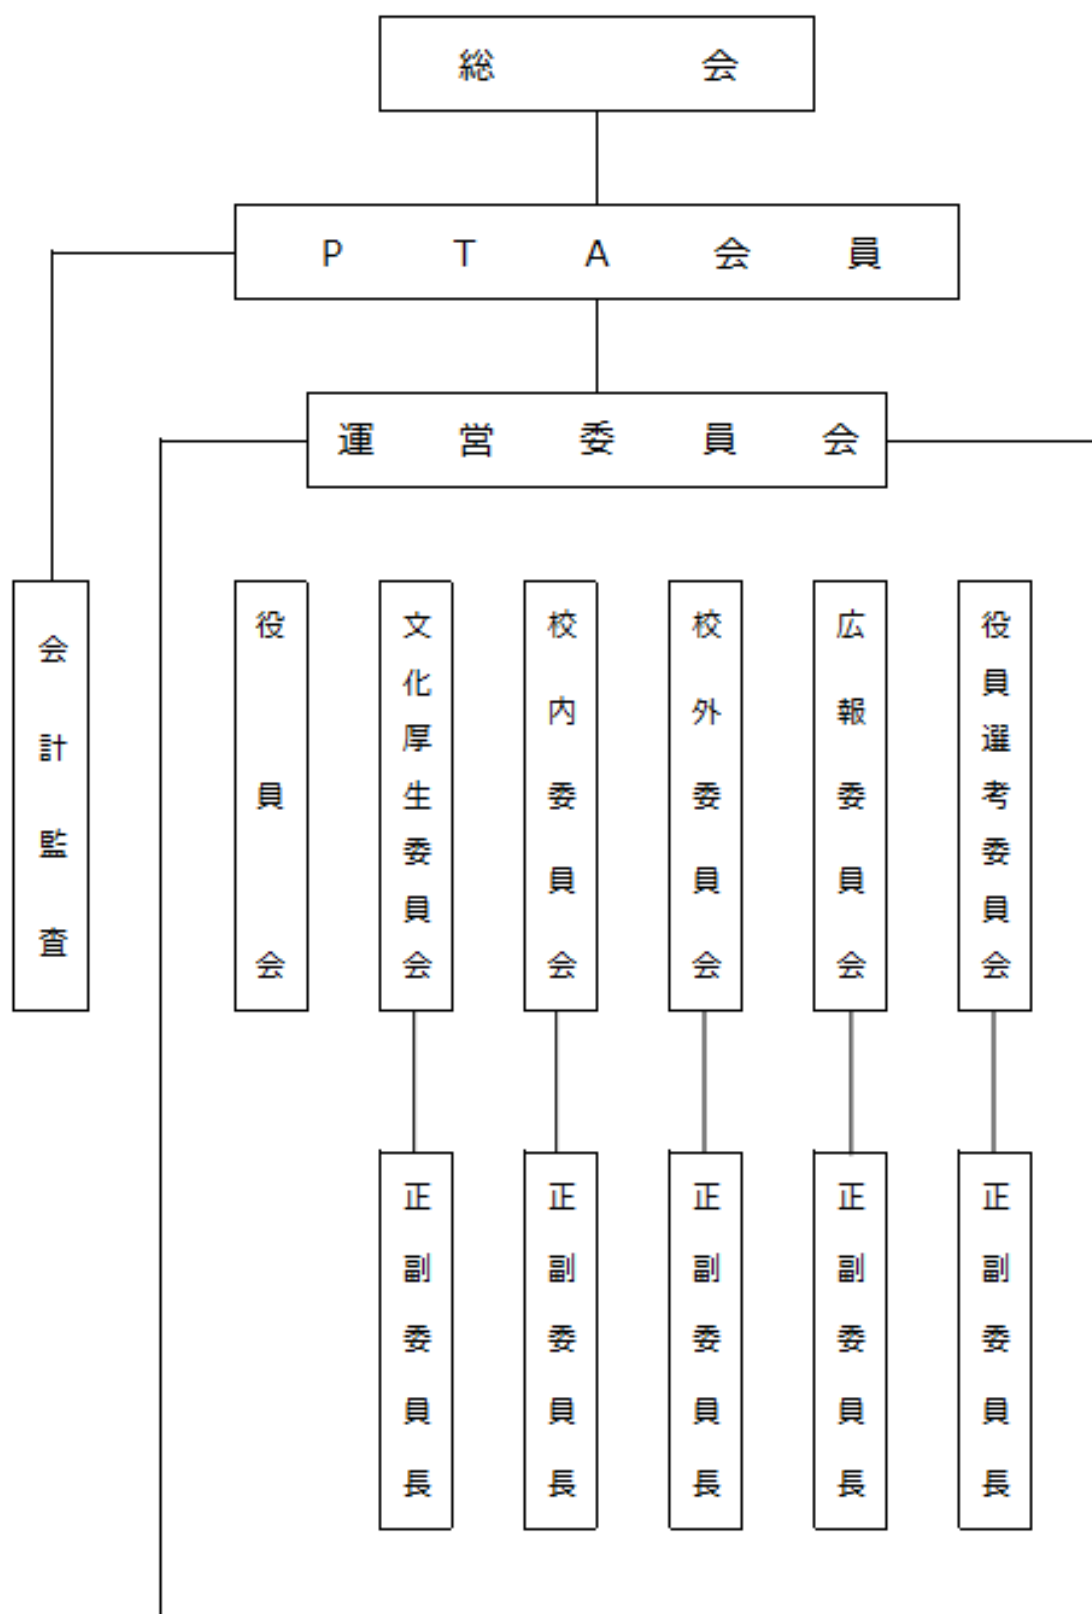 総会
PTA会員
運営委員会
会計監査
役員会
文化厚生委員会
校内委員会
校外委員会
広報委員会
役員選考委員会
正副委員長
正副委員長
正副委員長
正副委員長
正副委員長